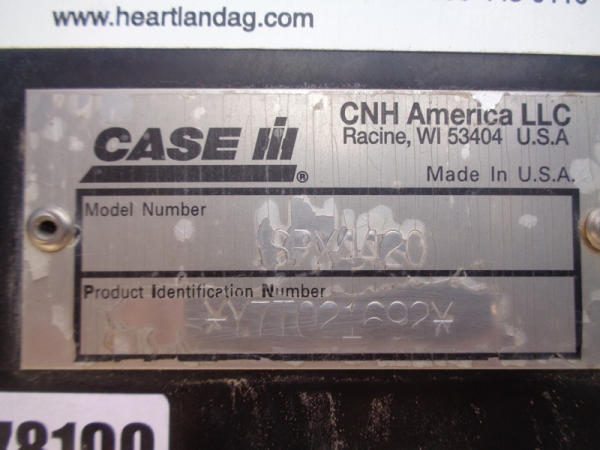 www.heartlandag.com
CNH America LLC
CASE IH ®
Racine, WI 53404 U.S.A
Made In U.S.A.
Model Number
SPX4420
Product Identification Number
78100